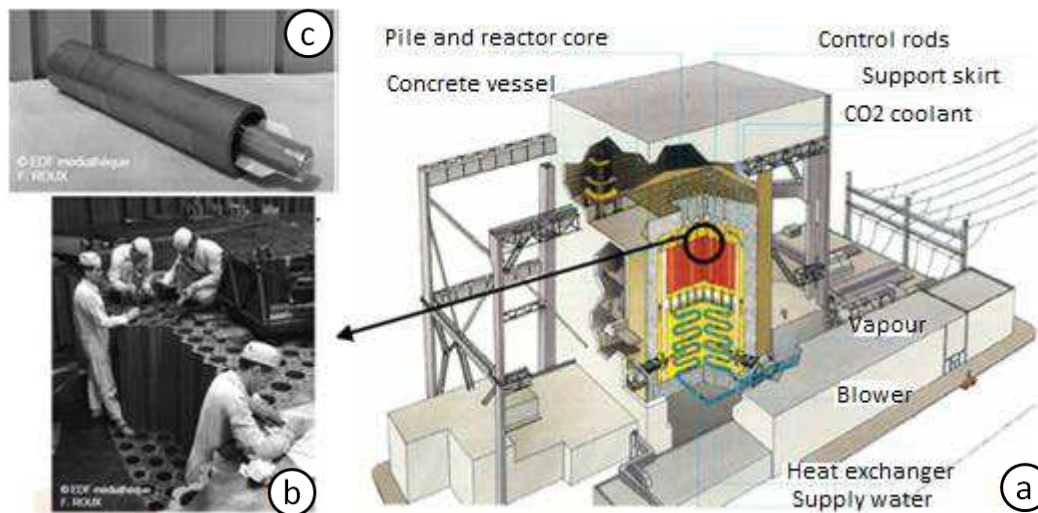 c
© EDF médiathèque
F. ROUX
© EDF médiathèque
F. ROUX
b
Pile and reactor core
Concrete vessel
Control rods
Support skirt
CO2 coolant
Vapour
Blower
Heat exchanger
Supply water
a